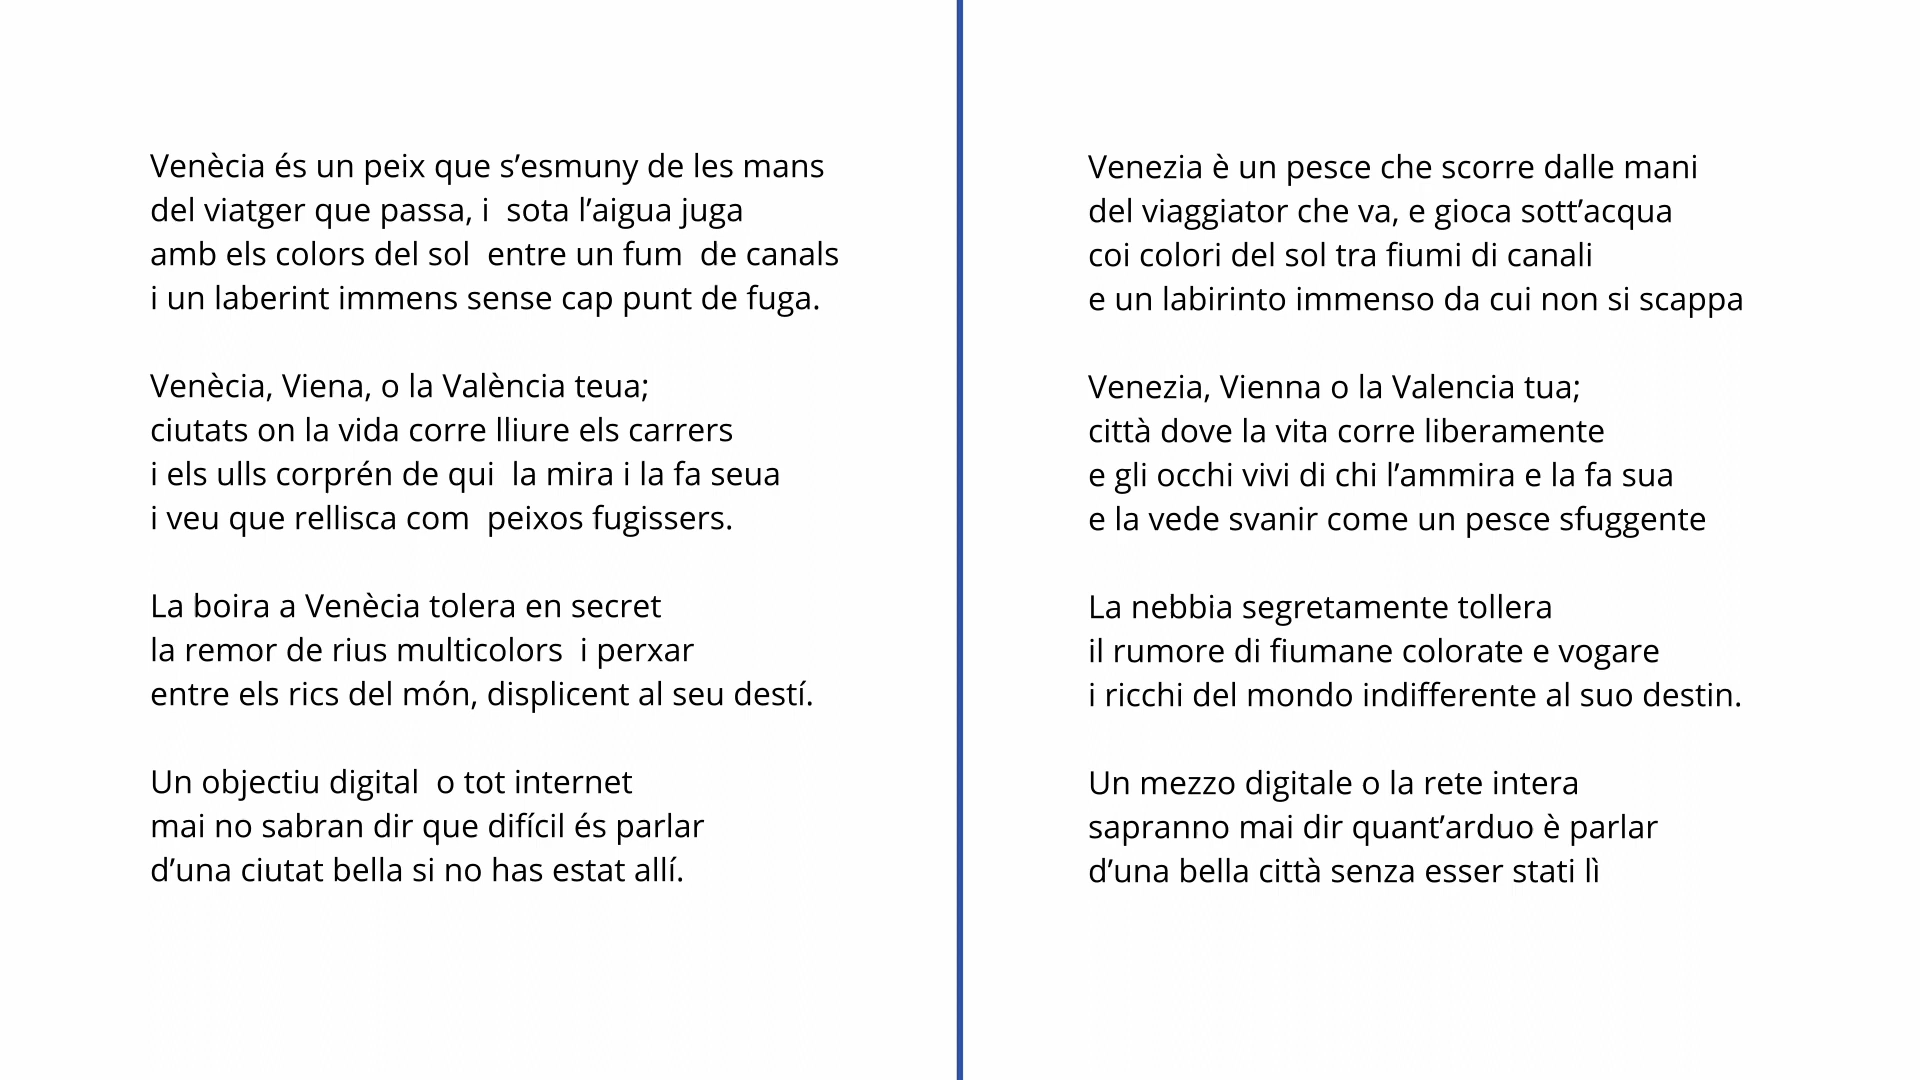 Venècia és un peix que s’esmuny de les mans
del viatger que passa, i  sota l’aigua juga
amb els colors del sol  entre un fum  de canals
i un laberint immens sense cap punt de fuga.

Venècia, Viena, o la València teua;
ciutats on la vida corre lliure els carrers
i els ulls corprén de qui  la mira i la fa seua
i veu que rellisca com  peixos fugissers.

La boira a Venècia tolera en secret
la remor de rius multicolors  i perxar
entre els rics del món, displicent al seu destí.

Un objectiu digital  o tot internet
mai no sabran dir que difícil és parlar
d’una ciutat bella si no has estat allí.

Venezia è un pesce che scorre dalle mani
del viaggiator che va, e gioca sott’acqua
coi colori del sol tra fiumi di canali
e un labirinto immenso da cui non si scappa

Venezia, Vienna o la Valencia tua;
città dove la vita corre liberamente
e gli occhi vivi di chi l’ammira e la fa sua
e la vede svanir come un pesce sfuggente

La nebbia segretamente tollera
il rumore di fiumane colorate e vogare
i ricchi del mondo indifferente al suo destin.

Un mezzo digitale o la rete intera
sapranno mai dir quant’arduo è parlar
d’una bella città senza esser stati lì